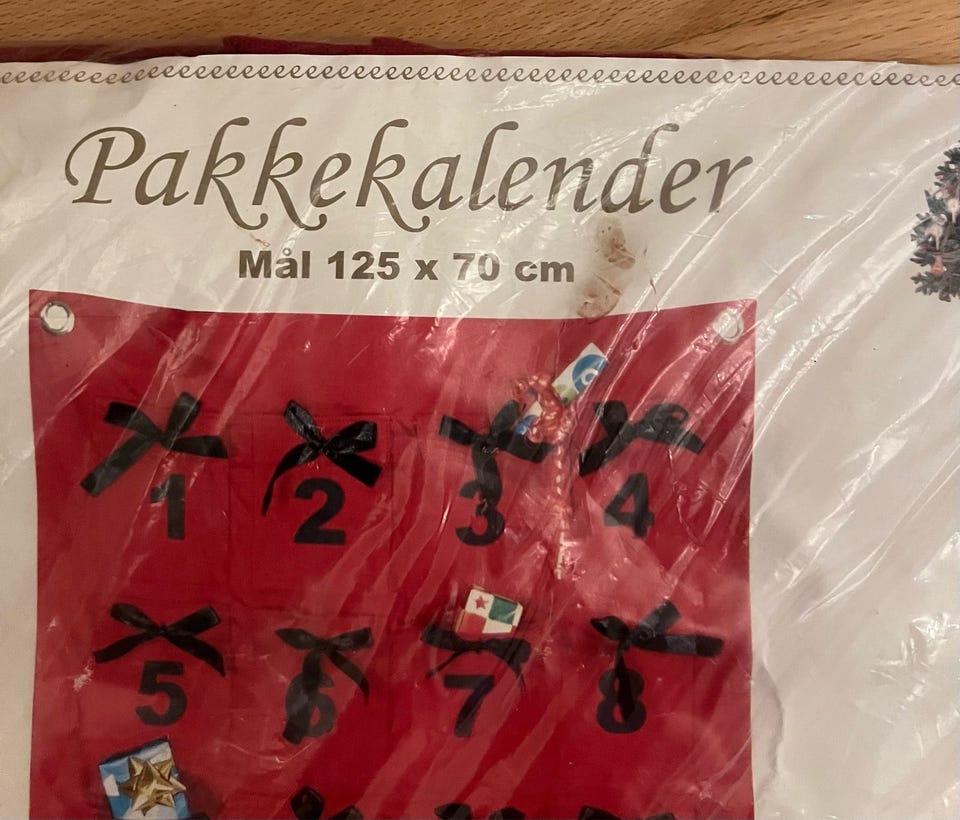 Pakkekalender
Mål 125 x 70 cm
1 2 3 4
5 6 7 8